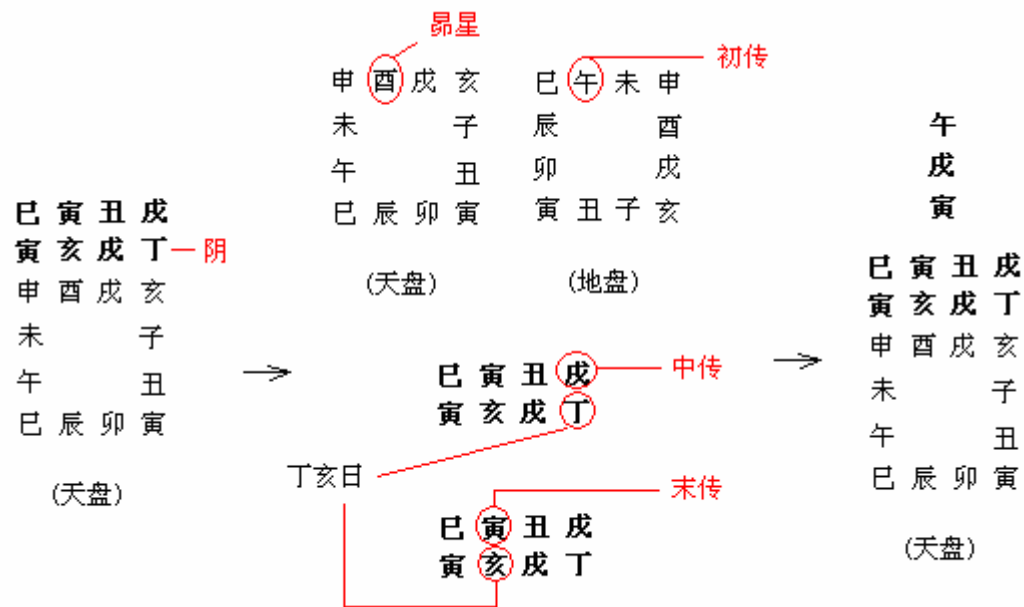 昴星
申酉戌亥
未 子
午 丑
巳辰卯寅
(天盘)
初传
巳午未申
辰 酉
卯 戌
寅丑子亥
(地盘)
巳寅丑戌
寅亥戌丁
阴
申酉戌亥
未 子
午 丑
巳辰卯寅
(天盘)
巳寅丑戌
寅亥戌丁
中传
丁亥日
巳寅丑戌
寅亥戌丁
末传
午
戌
寅
巳寅丑戌
寅亥戌丁
申酉戌亥
未 子
午 丑
巳辰卯寅
(天盘)